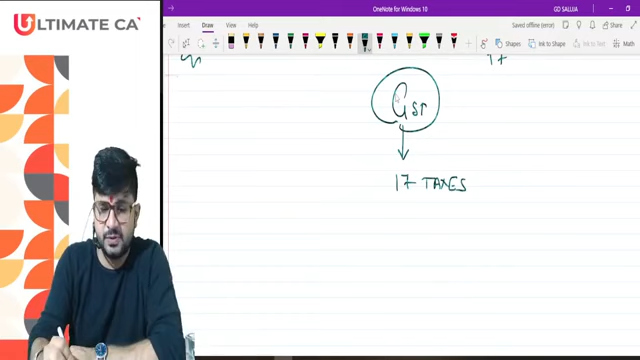 ULTIMATE CA
OneNote for Windows 10
Saved offline (error)
GD SALUJA
Insert
Draw
View
Help
Shapes
Ink to Shape
Ink to Text
Math
17
GST
17 TAXES